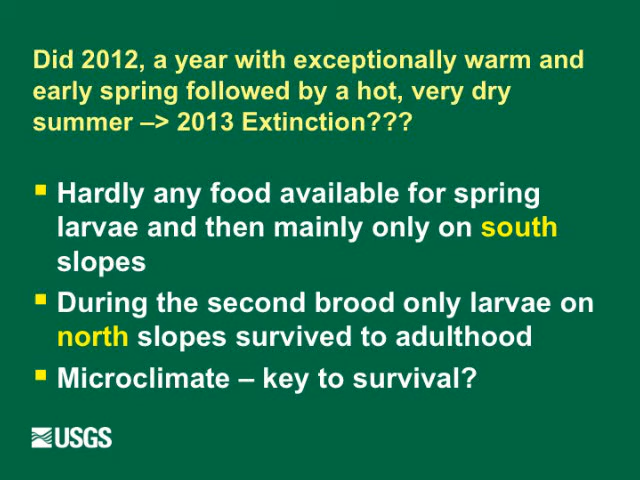 Did 2012, a year with exceptionally warm and
early spring followed by a hot, very dry
summer –> 2013 Extinction???
▪ Hardly any food available for spring
larvae and then mainly only on south
slopes
▪ During the second brood only larvae on
north slopes survived to adulthood
▪ Microclimate – key to survival?
USGS